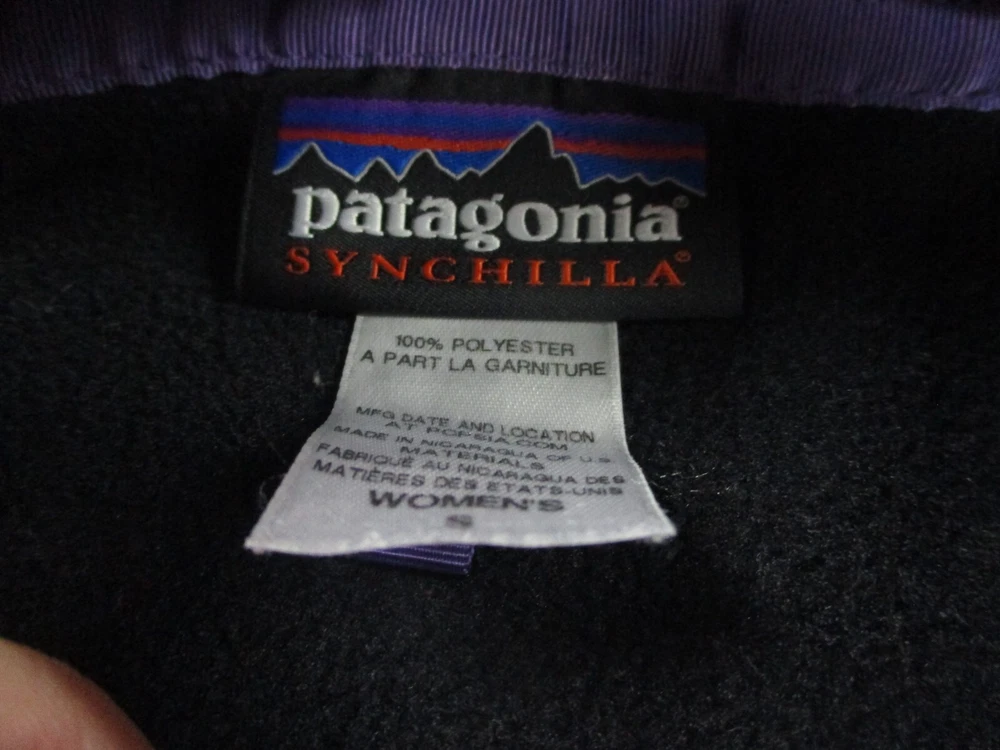 patagonia®
SYNCHILLA®
100% POLYESTER
A PART LA GARNITURE
MFG DATE AND LOCATION
AT PCFSIA.COM
MADE IN NICARAGUA OF U.S.
MATERIALS
FABRIQUÉ AU NICARAGUA DES
MATIÈRES DES ÉTATS-UNIS
WOMEN'S
S